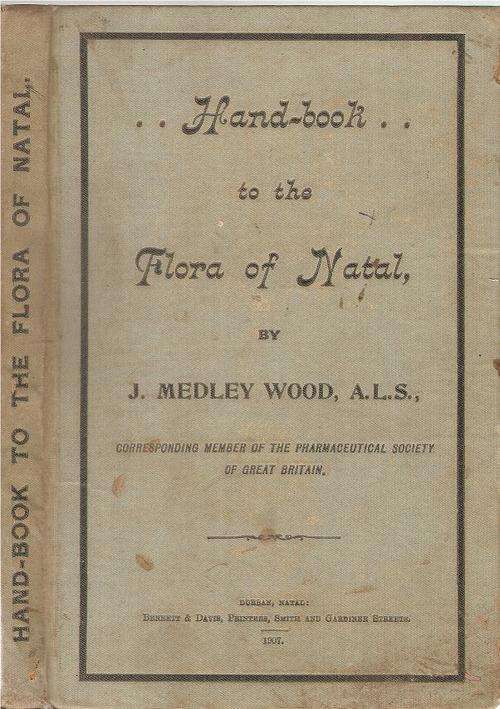 HAND-BOOK TO THE FLORA OF NATAL.
. . Hand-book . .
to the
Flora of Natal,
BY
J. MEDLEY WOOD, A.L.S.,
CORRESPONDING MEMBER OF THE PHARMACEUTICAL SOCIETY
OF GREAT BRITAIN.
DURBAN, NATAL:
BENNETT & DAVIS, PRINTERS, SMITH AND GARDINER STREETS.
1907.